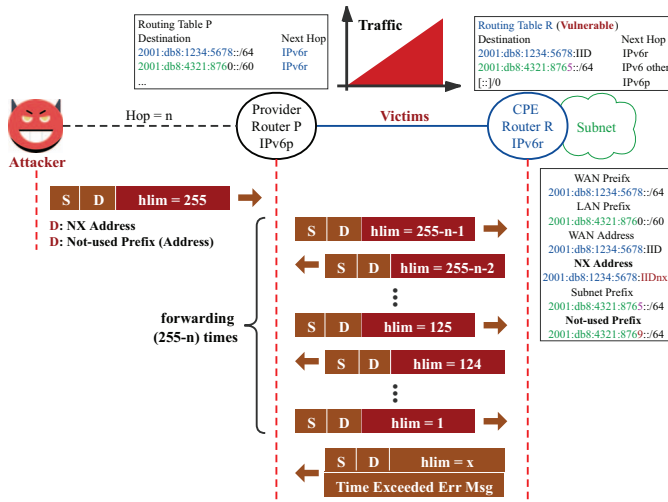 Routing Table P
Destination Next Hop
2001:db8:1234:5678::/64 IPv6r
2001:db8:4321:8760::/60 IPv6r
...
Traffic
Routing Table R (Vulnerable)
Destination Next Hop
2001:db8:1234:5678:IID IPv6r
2001:db8:4321:8765::/64 IPv6 other
[::]/0 IPv6p
Attacker
Hop = n
Provider
Router P
IPv6p
Victims
CPE
Router R
IPv6r
Subnet
S D hlim = 255
D: NX Address
D: Not-used Prefix (Address)
S D hlim = 255-n-1
S D hlim = 255-n-2
forwarding
(255-n) times
S D hlim = 125
S D hlim = 124
S D hlim = 1
S D hlim = x
Time Exceeded Err Msg
WAN Preifx
2001:db8:1234:5678::/64
LAN Prefix
2001:db8:4321:8760::/60
WAN Address
2001:db8:1234:5678:IID
NX Address
2001:db8:1234:5678:IIDnx
Subnet Prefix
2001:db8:4321:8765::/64
Not-used Prefix
2001:db8:4321:8769::/64